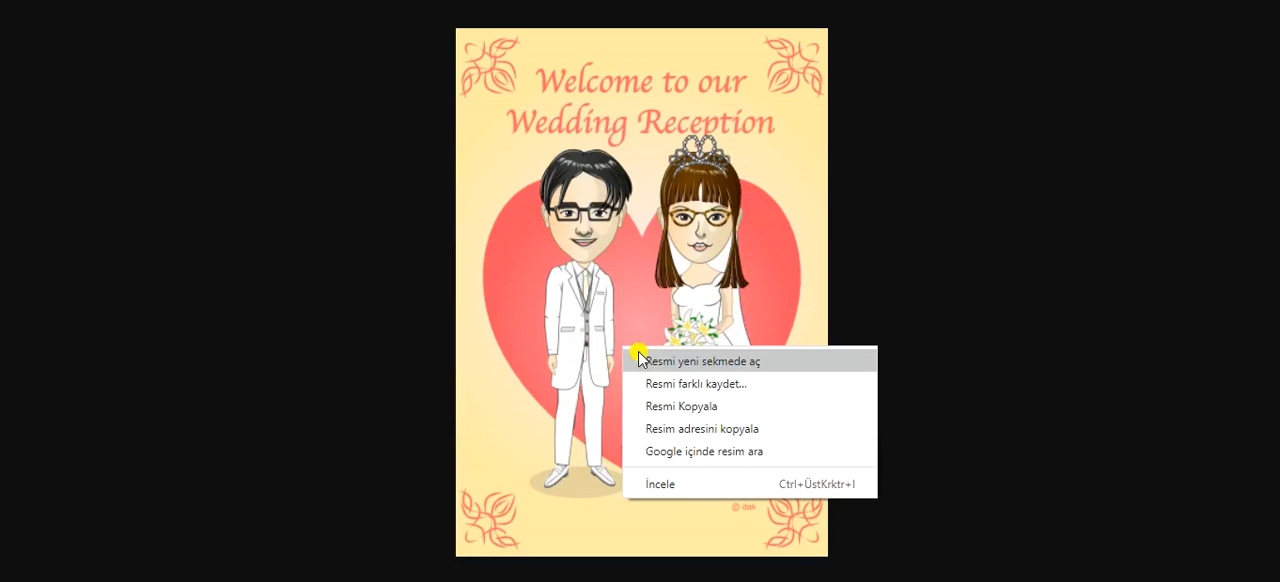 Welcome to our
Wedding Reception
Resmi yeni sekmede aç
Resmi farklı kaydet...
Resmi Kopyala
Resim adresini kopyala
Google içinde resim ara
İncele Ctrl+ÜstKrktr+I
© dak